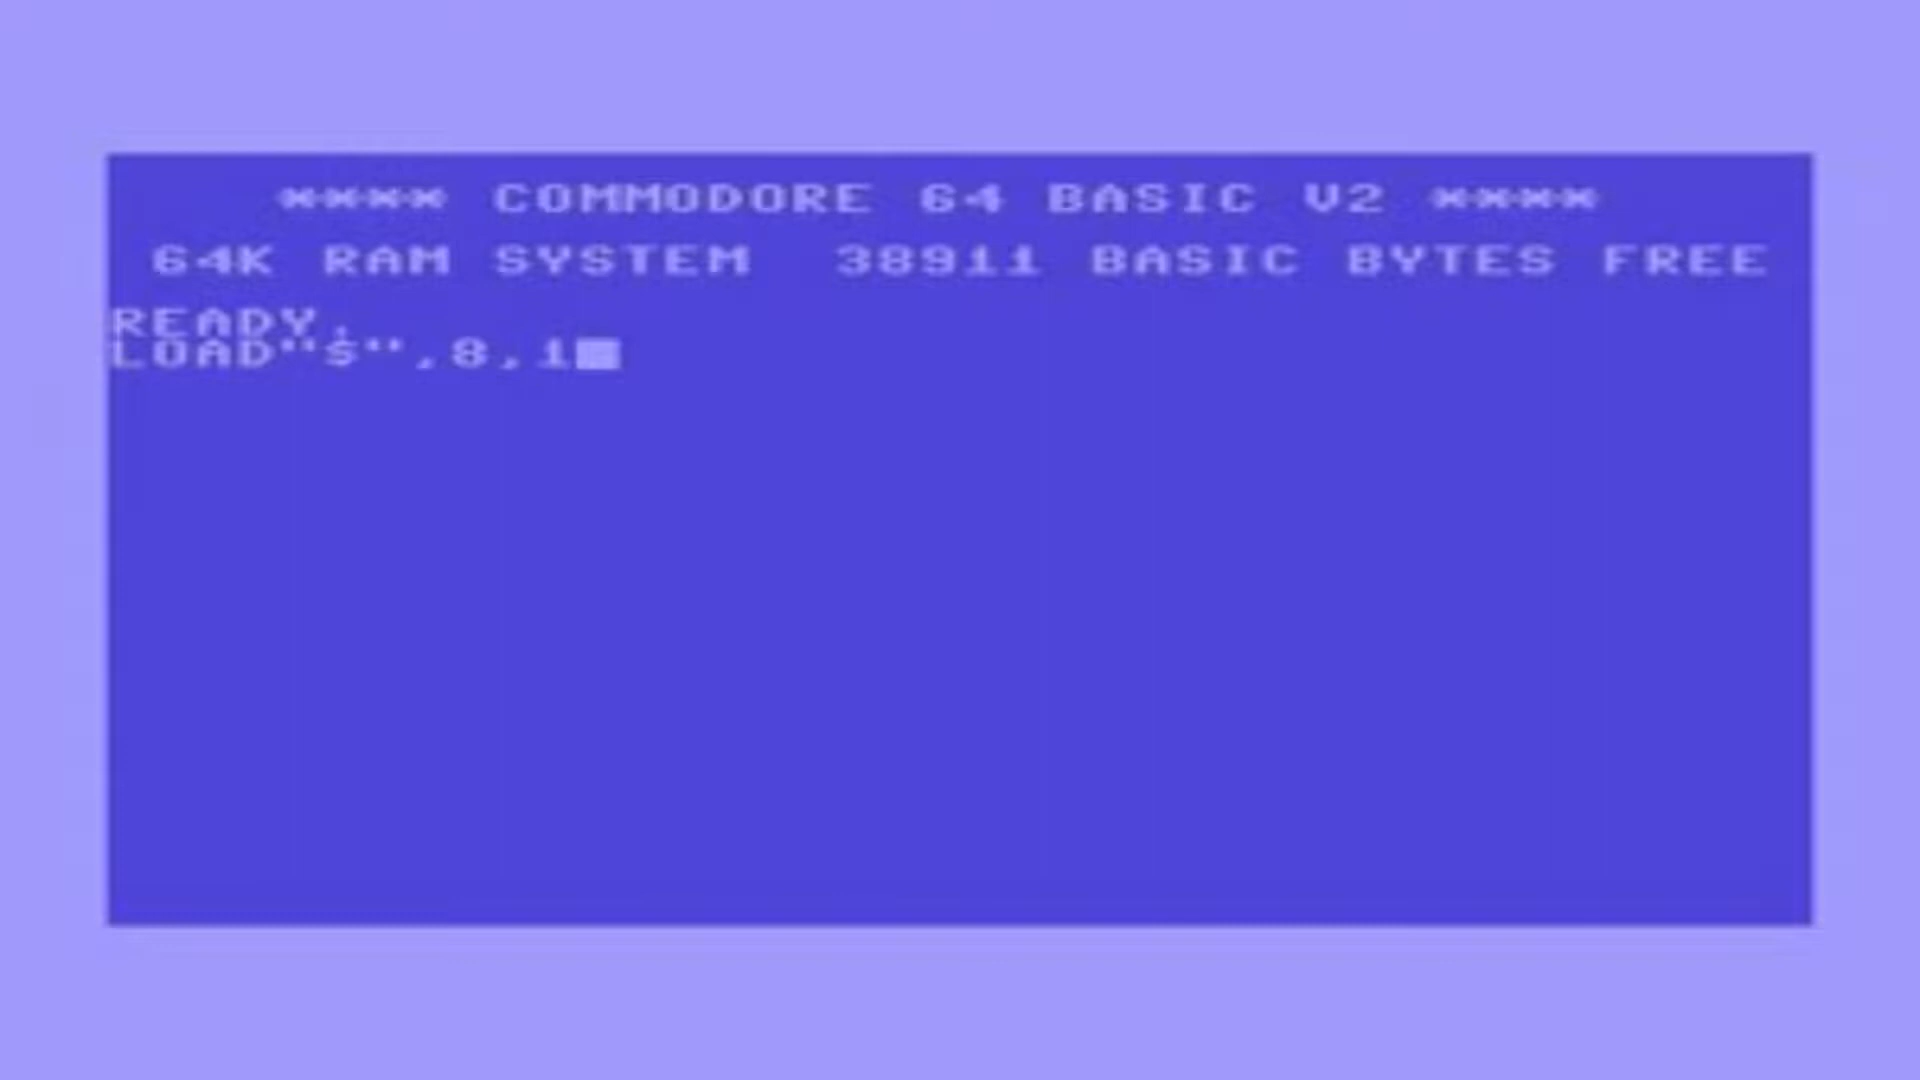 **** COMMODORE 64 BASIC V2 ****
64K RAM SYSTEM  38911 BASIC BYTES FREE
READY.
LOAD"$",8,1